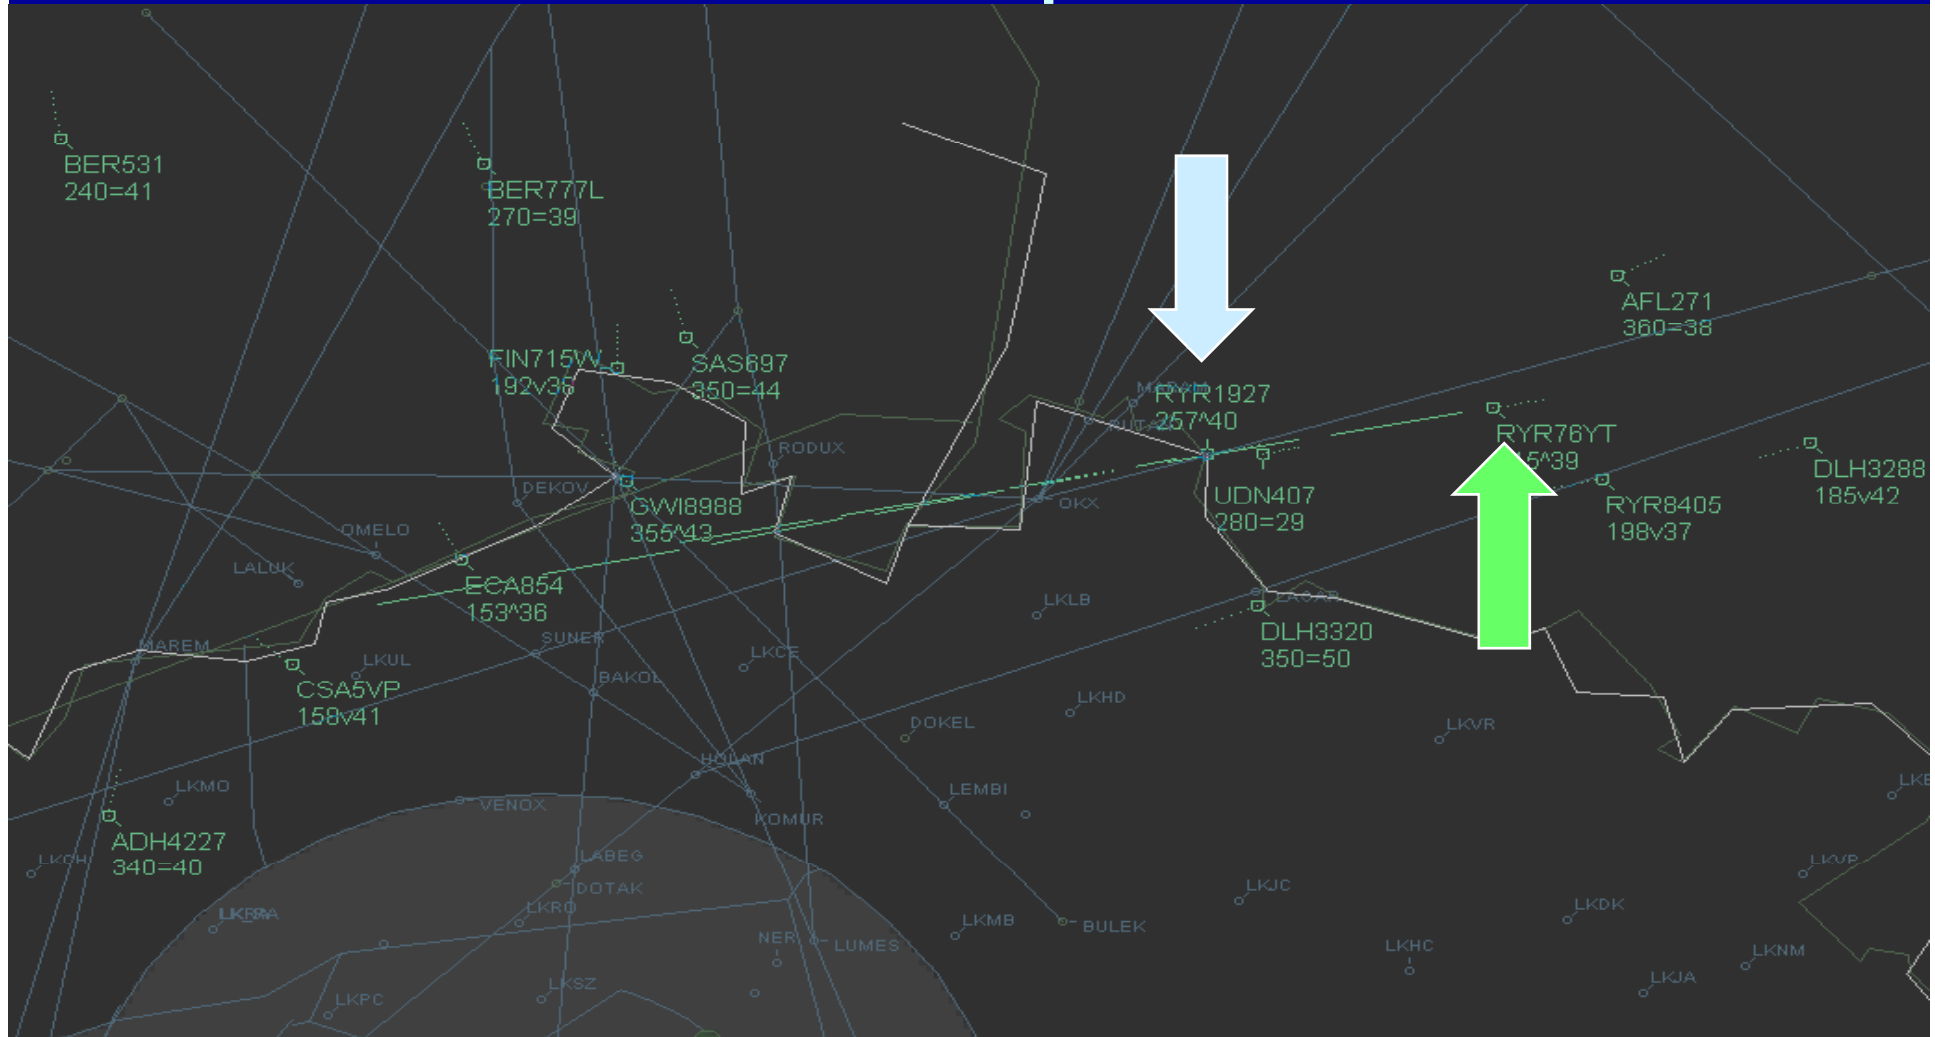 BER531
240=41
BER777L
270=39
AFL271
360=38
FIN715W
SAS697
350=44
RYR1927
257^40
RYR76YT
RODUX
DLH3288
185v42
DEKOV
GWI8988
355^43
OKX
UDN407
280=29
RYR8405
198v37
OMELO
LALUK
ECA854
153^36
LKLB
DLH3320
350=50
MAREM
SUNER
LKUL
LKCE
CSA5VP
158v41
BAKOL
LKHD
DOKEL
LKVR
HOLAN
LKMO
VENOX
LEMBI
KOMUR
ADH4227
340=40
LABEG
DOTAK
LKJC
LKRO
LKDK
LKMB
BULEK
NER
LUMES
LKHC
LKNM
LKSZ
LKJA
LKPC